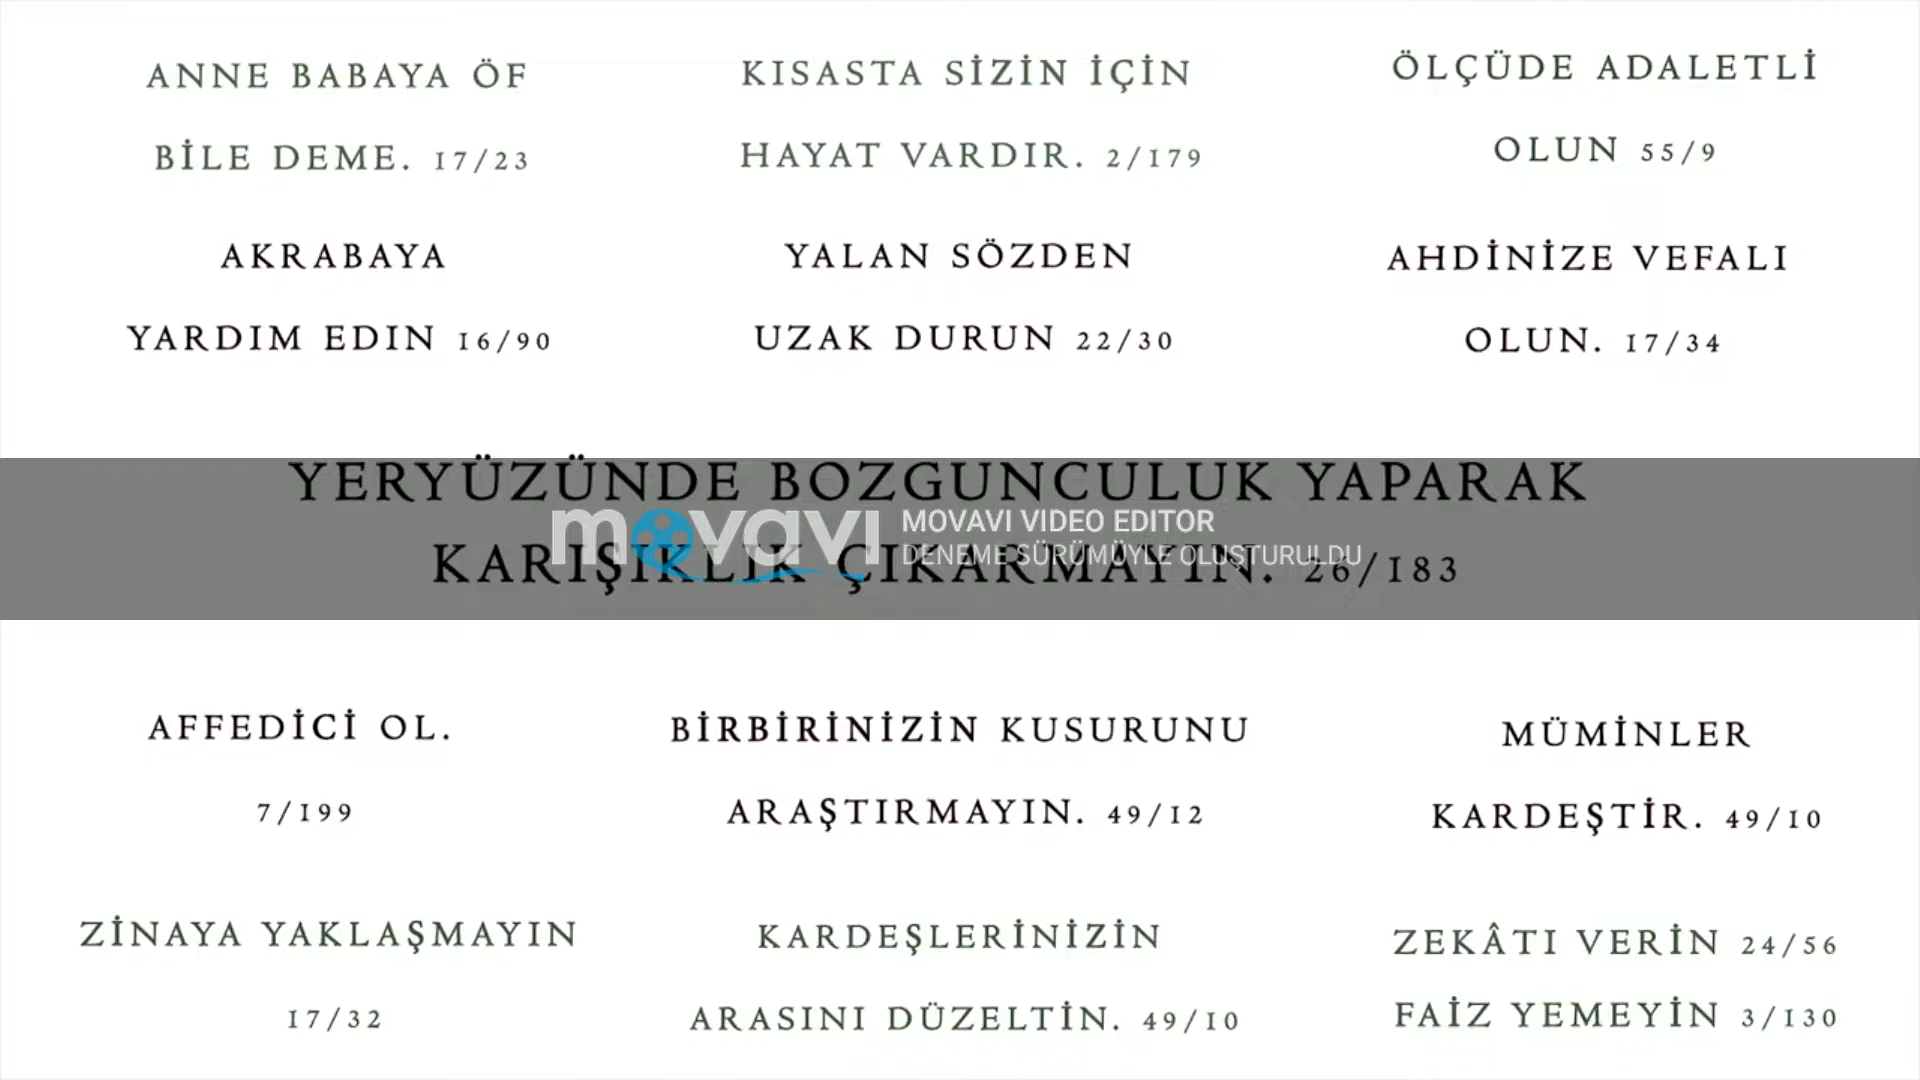 ANNE BABAYA ÖF
BİLE DEME. 17/23
KISASTA SİZİN İÇİN
HAYAT VARDIR. 2/179
ÖLÇÜDE ADALETLİ
OLUN 55/9
AKRABAYA
YARDIM EDIN 16/90
YALAN SÖZDEN
UZAK DURUN 22/30
AHDİNİZE VEFALI
OLUN. 17/34
YERYÜZÜNDE BOZGUNCULUK YAPARAK
KARIŞIKLIK ÇIKARMAYIN. 26/183
movavi
MOVAVI VIDEO EDITOR
DENEME SÜRÜMÜYLE OLUŞTURULDU
AFFEDİCİ OL.
7/199
BİRBİRİNİZİN KUSURUNU
ARAŞTIRMAYIN. 49/12
MÜMİNLER
KARDEŞTİR. 49/10
ZİNAYA YAKLAŞMAYIN
17/32
KARDEŞLERİNİZİN
ARASINI DÜZELTİN. 49/10
ZEKÂTI VERİN 24/56
FAİZ YEMEYİN 3/130